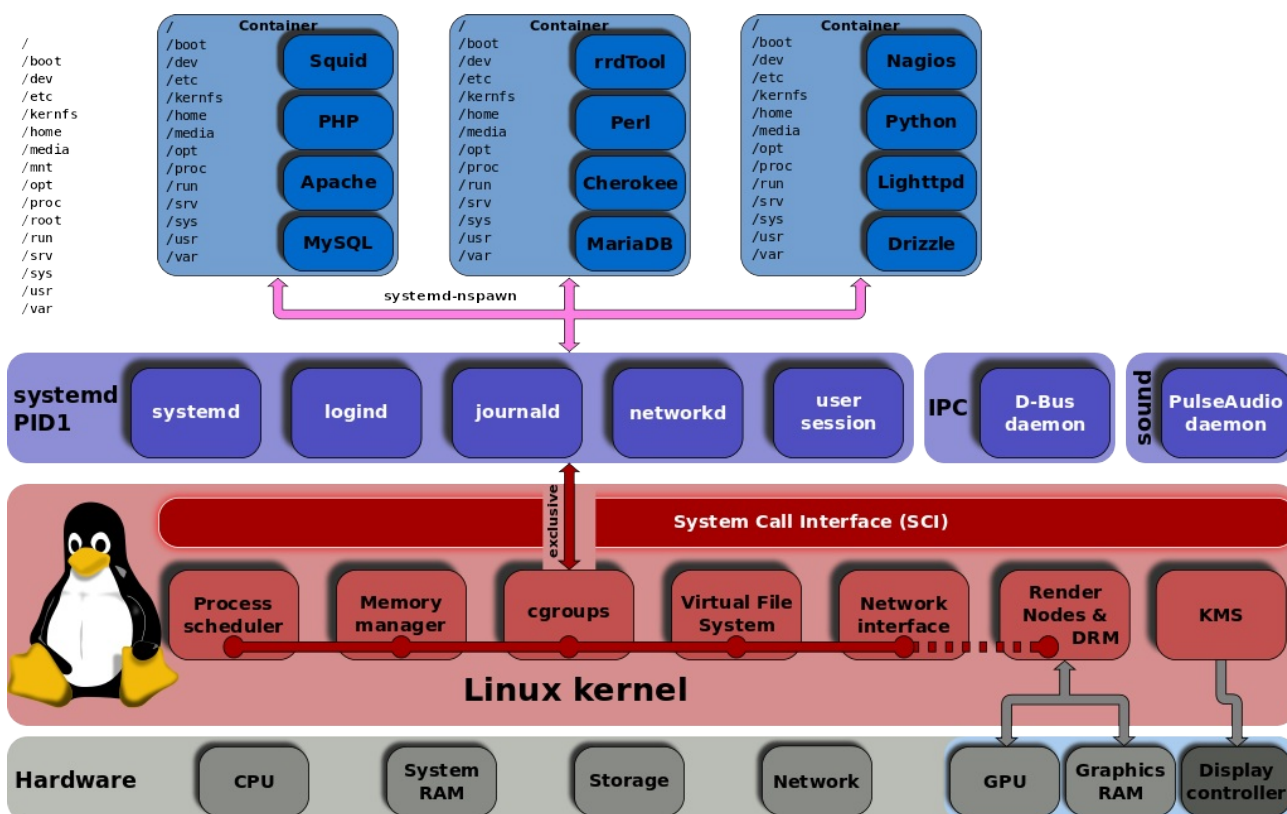 /
/boot
/dev
/etc
/kernfs
/home
/media
/mnt
/opt
/proc
/root
/run
/srv
/sys
/usr
/var
/ Container
/boot
/dev
/etc
/kernfs
/home
/media
/opt
/proc
/run
/srv
/sys
/usr
/var
Squid
PHP
Apache
MySQL
/ Container
/boot
/dev
/etc
/kernfs
/home
/media
/opt
/proc
/run
/srv
/sys
/usr
/var
rrdTool
Perl
Cherokee
MariaDB
/ Container
/boot
/dev
/etc
/kernfs
/home
/media
/opt
/proc
/run
/srv
/sys
/usr
/var
Nagios
Python
Lighttpd
Drizzle
systemd-nspawn
systemd
PID1
systemd
logind
journald
networkd
user
session
IPC
D-Bus
daemon
sound
PulseAudio
daemon
exclusive
System Call Interface (SCI)
Process
scheduler
Memory
manager
cgroups
Virtual File
System
Network
interface
Render
Nodes &
DRM
KMS
Linux kernel
Hardware
CPU
System
RAM
Storage
Network
GPU
Graphics
RAM
Display
controller